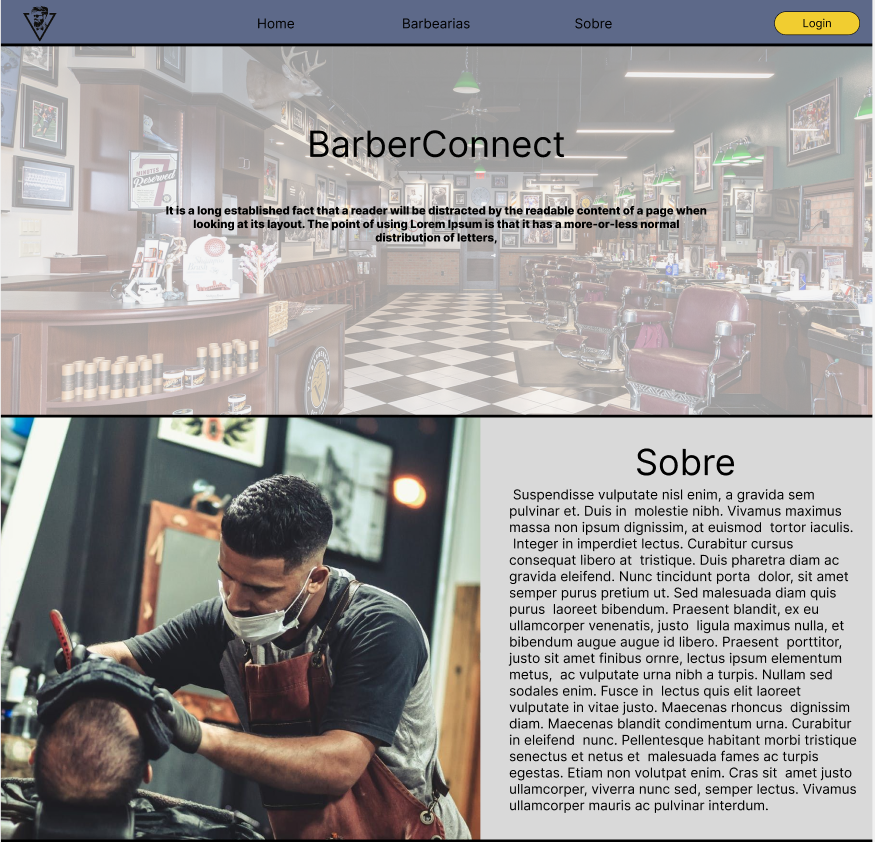 Home
Barbearias
Sobre
Login
7
Deserved
BarberConnect
It is a long established fact that a reader will be distracted by the readable content of a page when
looking at its layout. The point of using Lorem Ipsum is that it has a more-or-less normal
distribution of letters,
Sobre
Suspendisse vulputate nisl enim, a gravida sem
pulvinar et. Duis in  molestie nibh. Vivamus maximus
massa non ipsum dignissim, at euismod  tortor iaculis.
Integer in imperdiet lectus. Curabitur cursus
consequat libero at  tristique. Duis pharetra diam ac
gravida eleifend. Nunc tincidunt porta  dolor, sit amet
semper purus pretium ut. Sed malesuada diam quis
purus  laoreet bibendum. Praesent blandit, ex eu
ullamcorper venenatis, justo  ligula maximus nulla, et
bibendum augue augue id libero. Praesent  porttitor,
justo sit amet finibus ornre, lectus ipsum elementum
metus,  ac vulputate urna nibh a turpis. Nullam sed
sodales enim. Fusce in  lectus quis elit laoreet
vulputate in vitae justo. Maecenas rhoncus  dignissim
diam. Maecenas blandit condimentum urna. Curabitur
in eleifend  nunc. Pellentesque habitant morbi tristique
senectus et netus et  malesuada fames ac turpis
egestas. Etiam non volutpat enim. Cras sit  amet justo
ullamcorper, viverra nunc sed, semper lectus. Vivamus
ullamcorper mauris ac pulvinar interdum.